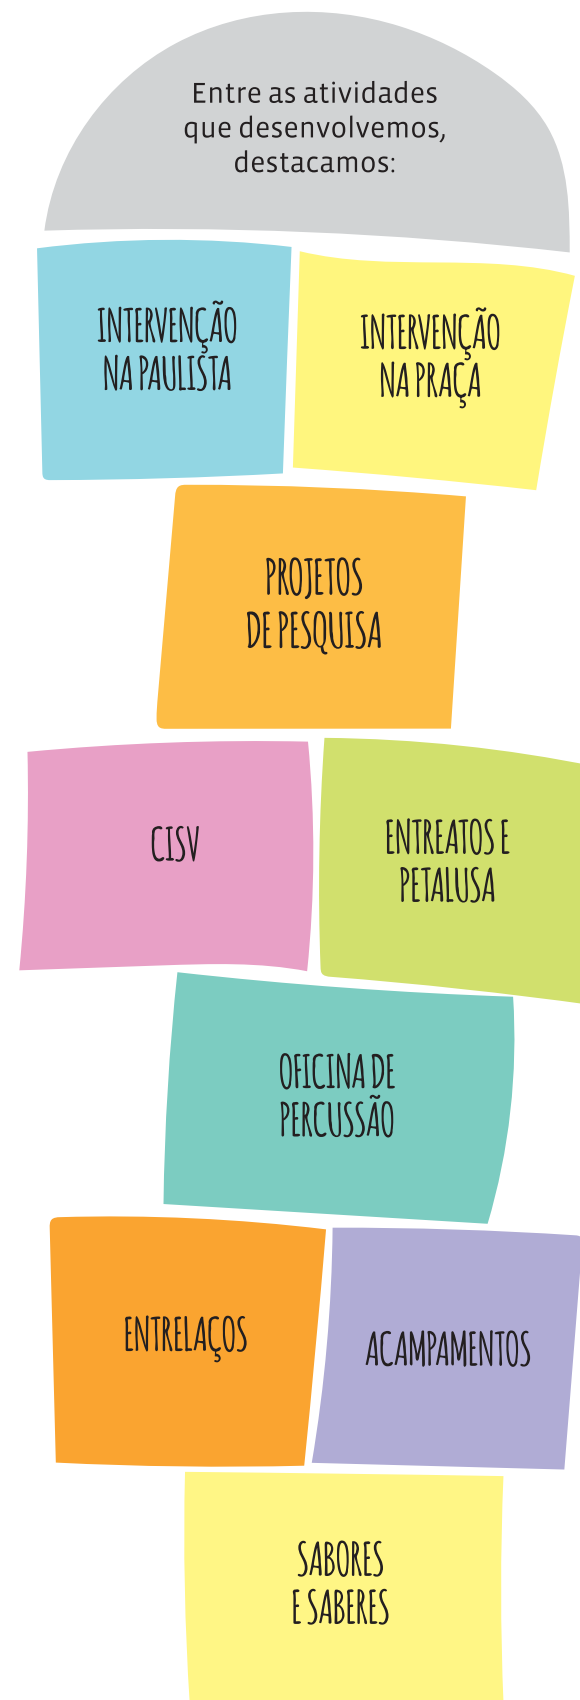 Entre as atividades
que desenvolvemos,
destacamos:
INTERVENÇÃO
NA PAULISTA
INTERVENÇÃO
NA PRAÇA
PROJETOS
DE PESQUISA
CISV
ENTREATOS E
PETALUSA
OFICINA DE
PERCUSSÃO
ENTRELAÇOS
ACAMPAMENTOS
SABORES
E SABERES